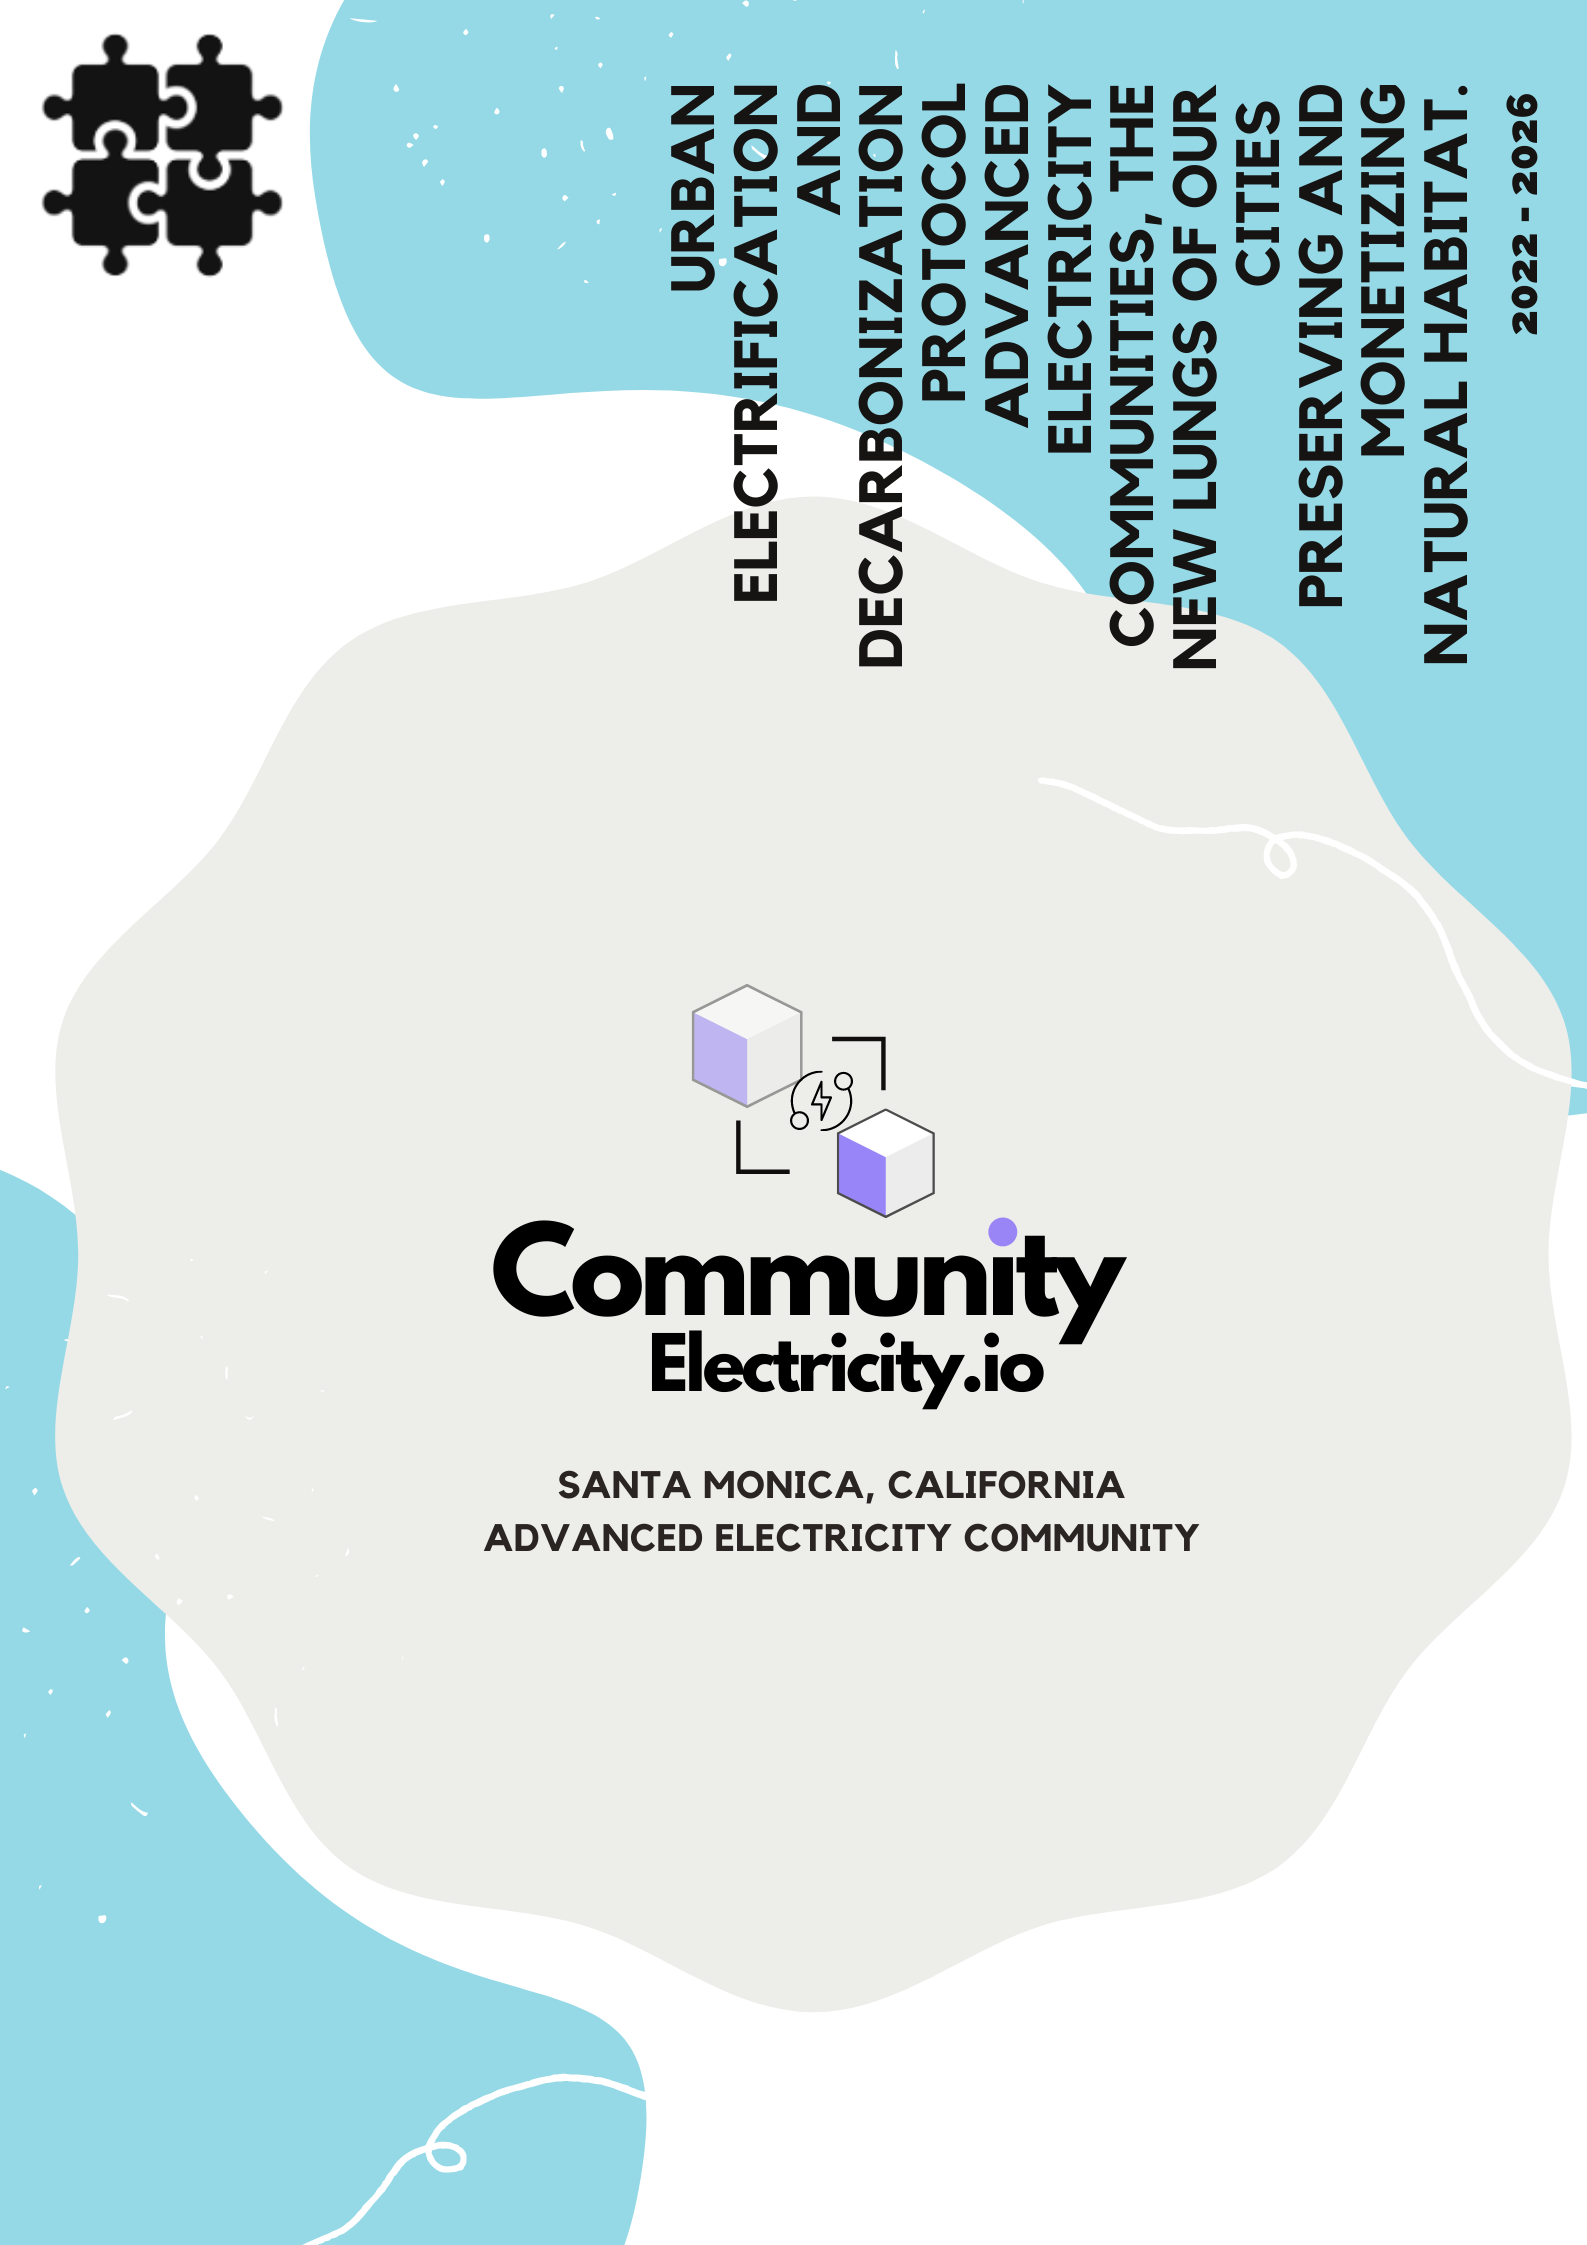 URBAN
ELECTRIFICATION
AND
DECARBONIZATION
PROTOCOL
ADVANCED
ELECTRICITY
COMMUNITIES, THE
NEW LUNGS OF OUR
CITIES
PRESERVING AND
MONETIZING
NATURAL HABITAT.
2022 - 2026
Community
Electricity.io
SANTA MONICA, CALIFORNIA
ADVANCED ELECTRICITY COMMUNITY